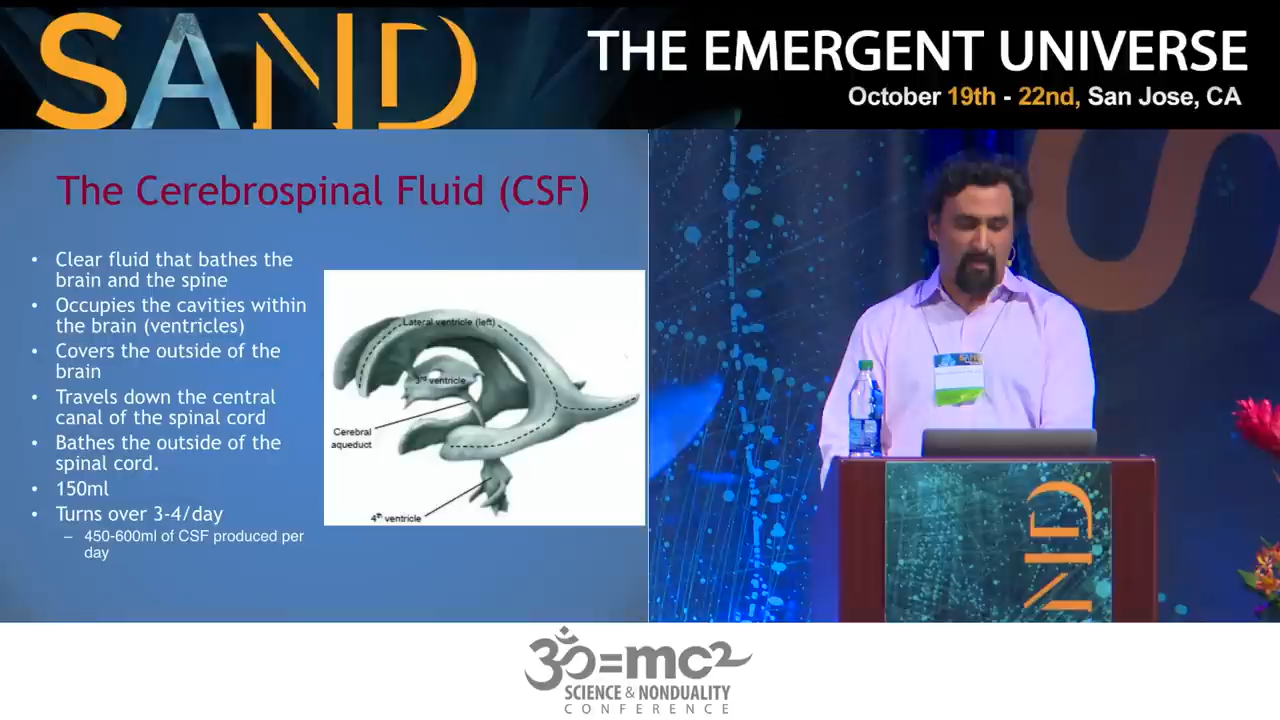 SAND
THE EMERGENT UNIVERSE
October 19th - 22nd, San Jose, CA
The Cerebrospinal Fluid (CSF)
• Clear fluid that bathes the
brain and the spine
• Occupies the cavities within
the brain (ventricles)
• Covers the outside of the
brain
• Travels down the central
canal of the spinal cord
• Bathes the outside of the
spinal cord.
• 150ml
• Turns over 3-4/day
– 450-600ml of CSF produced per
day
Lateral ventricle (left)
3rd ventricle
Cerebral
aqueduct
4th ventricle
SAND
ॐ=mc2
SCIENCE & NONDUALITY
CONFERENCE